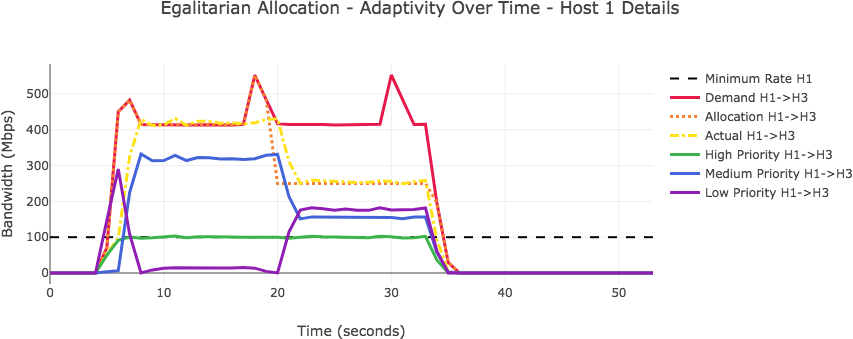 Egalitarian Allocation - Adaptivity Over Time - Host 1 Details
Bandwidth (Mbps)
500
400
300
200
100
0
0 10 20 30 40 50
Time (seconds)
Minimum Rate H1
Demand H1->H3
Allocation H1->H3
Actual H1->H3
High Priority H1->H3
Medium Priority H1->H3
Low Priority H1->H3